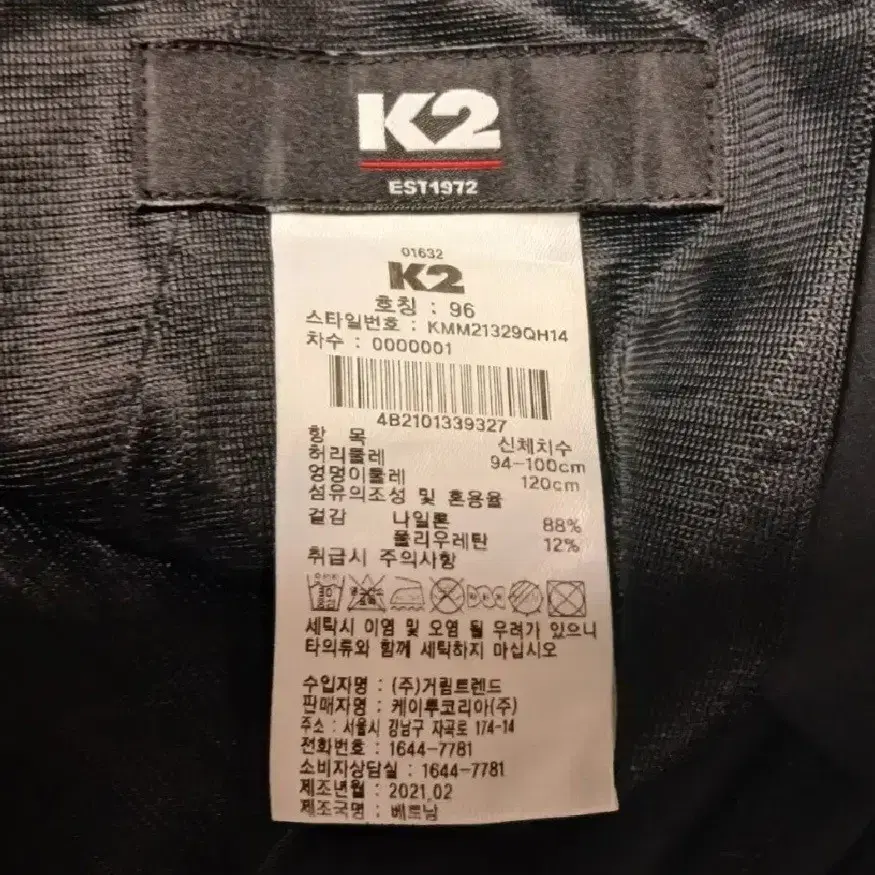 K2
EST1972
01632
K2
호칭 : 96
스타일번호 : KMM21329QH14
차수 : 0000001
4B2101339327
항 목 신체치수
허리둘레 94-100cm
엉덩이둘레 120cm
섬유의조성 및 혼용율
겉감 나일론 88%
폴리우레탄 12%
취급시 주의사항
세탁시 이염 및 오염 될 우려가 있으니
타의류와 함께 세탁하지 마십시오
수입자명 : (주)거림트렌드
판매자명 : 케이투코리아(주)
주소 : 서울시 강남구 자곡로 174-14
전화번호 : 1644-7781
소비자상담실 : 1644-7781
제조년월 : 2021.02
제조국명 : 베트남